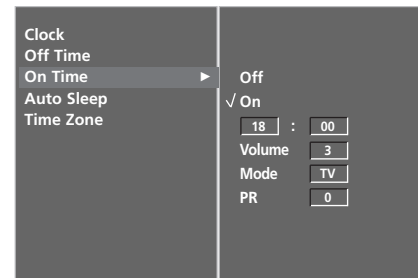 Clock
Off Time
On Time ►
Auto Sleep
Time Zone
Off
√ On
18 : 00
Volume 3
Mode TV
PR 0